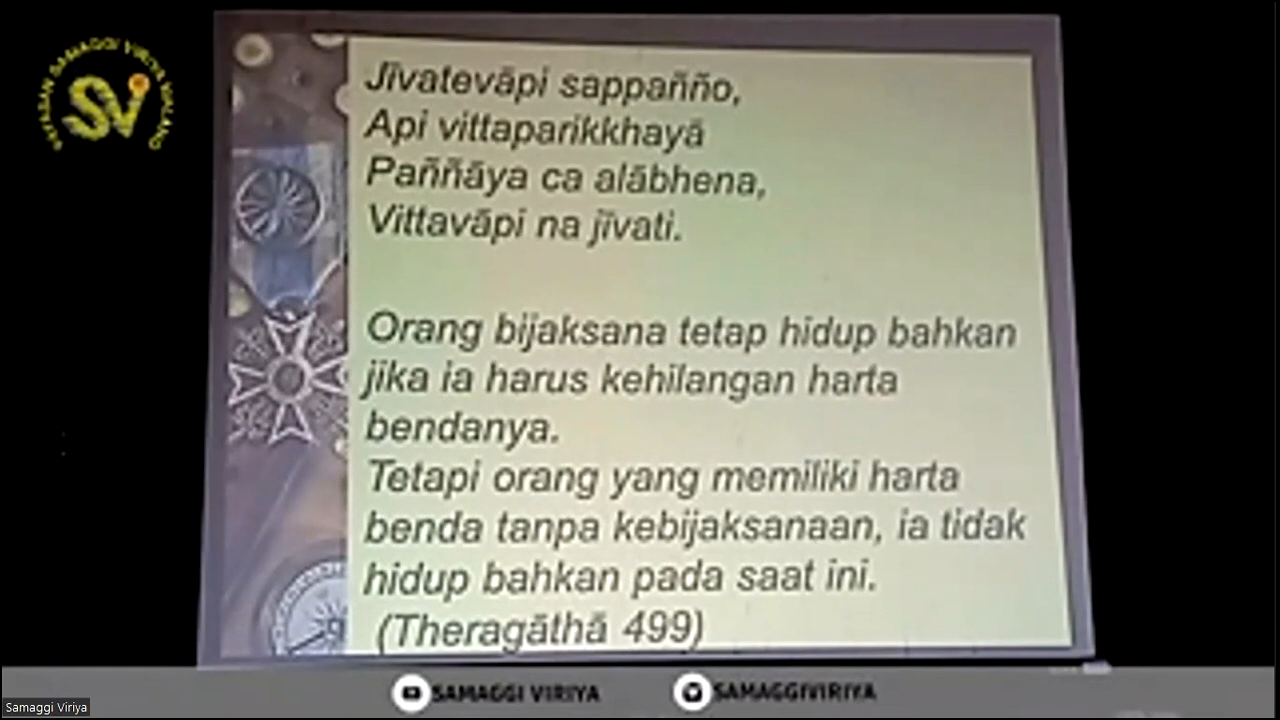 Jīvatevāpi sappañño,
Api vittaparikkhayā
Paññāya ca alābhena,
Vittavāpi na jīvati.
Orang bijaksana tetap hidup bahkan
jika ia harus kehilangan harta
bendanya.
Tetapi orang yang memiliki harta
benda tanpa kebijaksanaan, ia tidak
hidup bahkan pada saat ini.
(Theragāthā 499)
SV
SAMAGGI VIRIYA
SAMAGGIVIRIYA
Samaggi Viriya